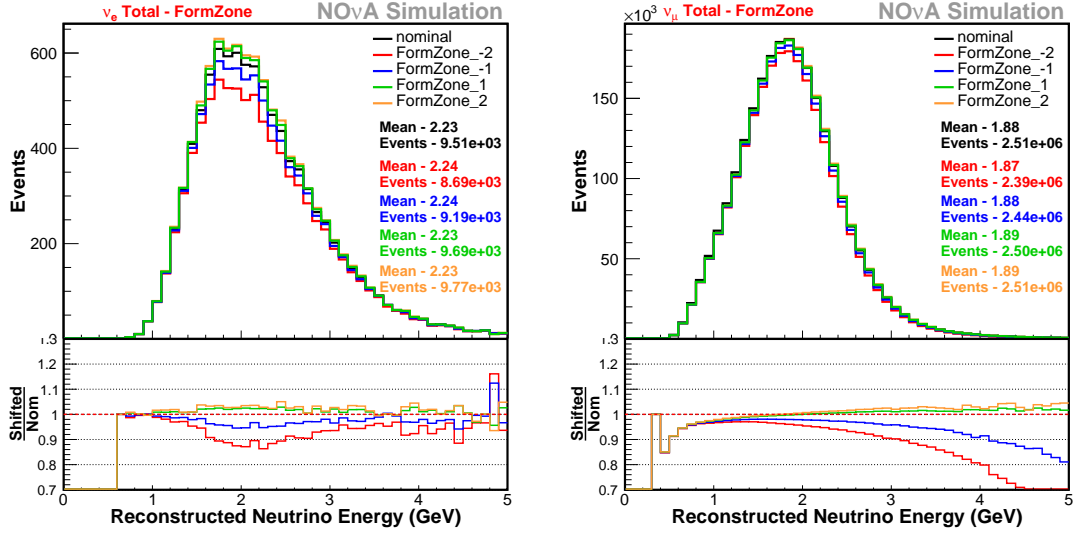 ν_e Total - FormZone
NOνA Simulation
nominal
FormZone_-2
FormZone_-1
FormZone_1
FormZone_2
Mean - 2.23
Events - 9.51e+03
Mean - 2.24
Events - 8.69e+03
Mean - 2.24
Events - 9.19e+03
Mean - 2.23
Events - 9.69e+03
Mean - 2.23
Events - 9.77e+03
Events
600
400
200
1.3
1.2
1.1
1
0.9
0.8
0.7
Shifted
Nom
0 1 2 3 4 5
Reconstructed Neutrino Energy (GeV)
×10³
ν_μ Total - FormZone
NOνA Simulation
nominal
FormZone_-2
FormZone_-1
FormZone_1
FormZone_2
Mean - 1.88
Events - 2.51e+06
Mean - 1.87
Events - 2.39e+06
Mean - 1.88
Events - 2.44e+06
Mean - 1.89
Events - 2.50e+06
Mean - 1.89
Events - 2.51e+06
Events
150
100
50
1.3
1.2
1.1
1
0.9
0.8
0.7
Shifted
Nom
0 1 2 3 4 5
Reconstructed Neutrino Energy (GeV)